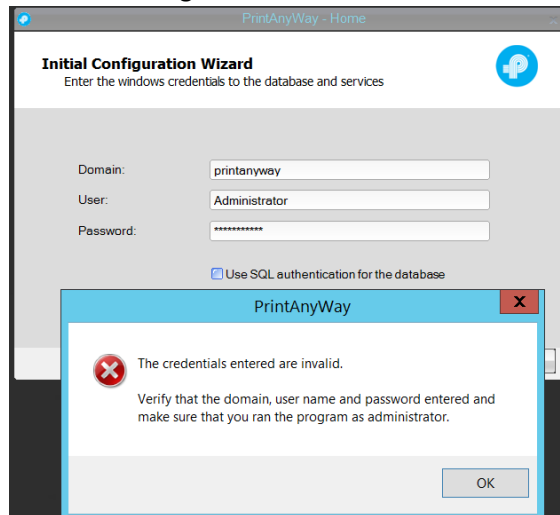 PrintAnyWay - Home
Initial Configuration Wizard
Enter the windows credentials to the database and services
Domain: printanyway
User: Administrator
Password: ***********
Use SQL authentication for the database
PrintAnyWay
X
The credentials entered are invalid.
Verify that the domain, user name and password entered and
make sure that you ran the program as administrator.
OK